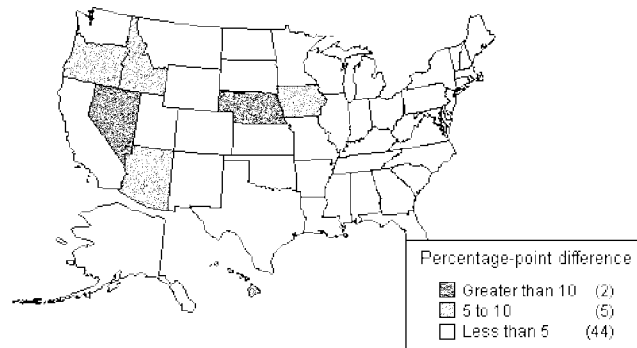 Percentage-point difference
Greater than 10 (2)
5 to 10 (5)
Less than 5 (44)